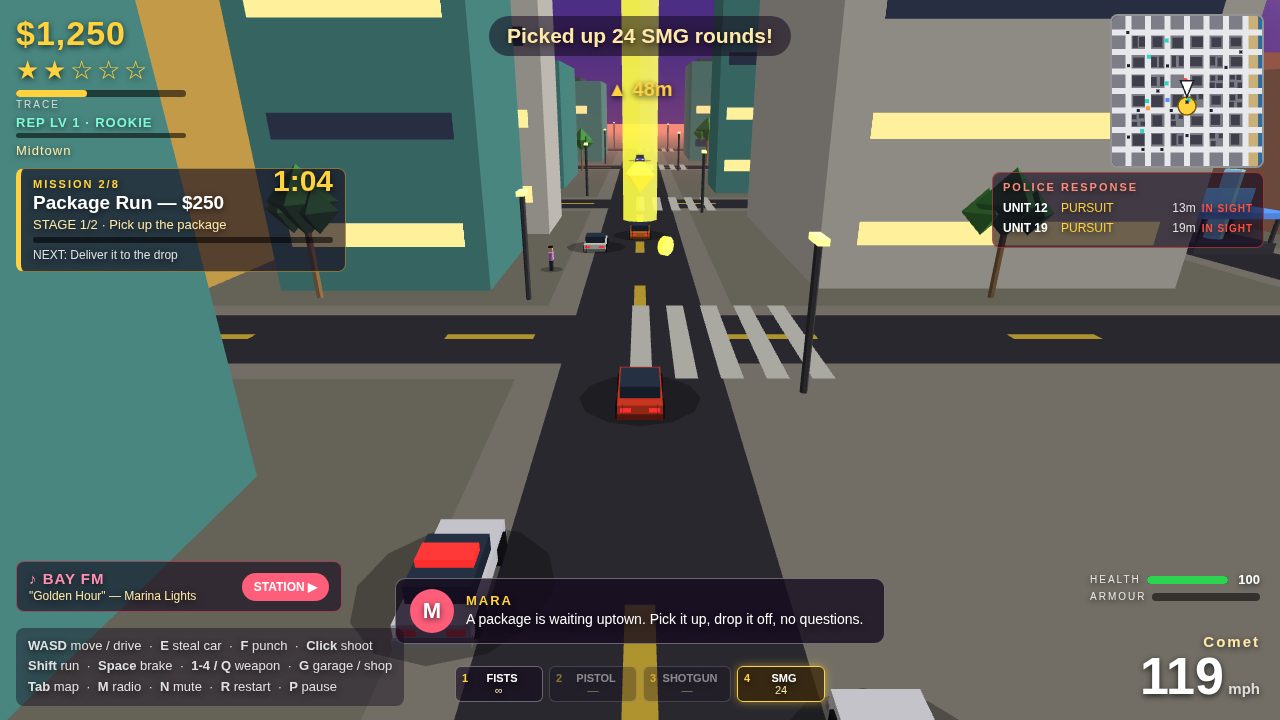 $1,250
★★☆☆☆
TRACE
REP LV 1 · ROOKIE
Midtown
MISSION 2/8
1:04
Package Run — $250
STAGE 1/2 · Pick up the package
NEXT: Deliver it to the drop
Picked up 24 SMG rounds!
▲ 48m
POLICE RESPONSE
UNIT 12 PURSUIT 13m IN SIGHT
UNIT 19 PURSUIT 19m IN SIGHT
♪ BAY FM
"Golden Hour" — Marina Lights
STATION ▶
WASD move / drive · E steal car · F punch · Click shoot
Shift run · Space brake · 1-4 / Q weapon · G garage / shop
Tab map · M radio · N mute · R restart · P pause
M
MARA
A package is waiting uptown. Pick it up, drop it off, no questions.
1 FISTS
∞
2 PISTOL
—
3 SHOTGUN
—
4 SMG
24
HEALTH 100
ARMOUR
Comet
119 mph